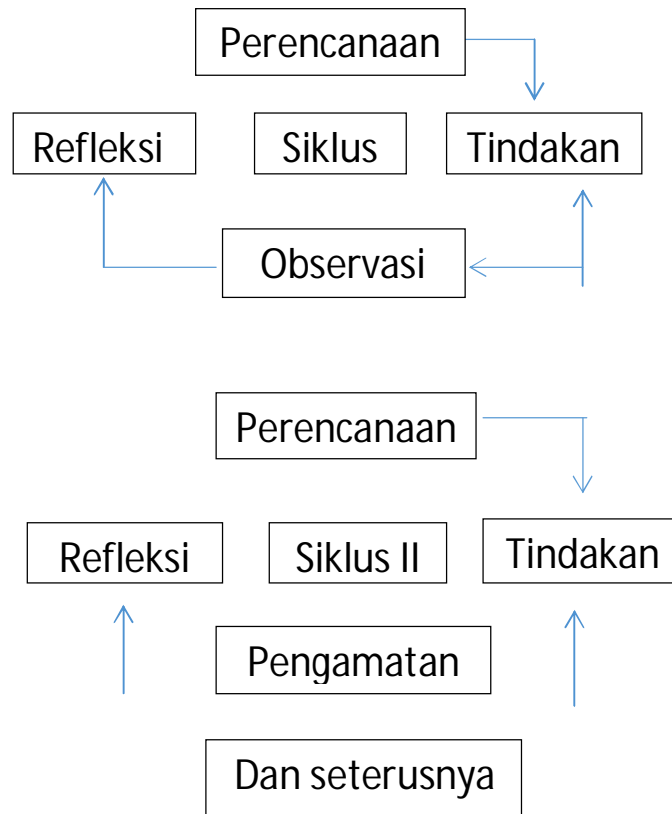 Perencanaan
Refleksi
Siklus
Tindakan
Observasi
Perencanaan
Refleksi
Siklus II
Tindakan
Pengamatan
Dan seterusnya